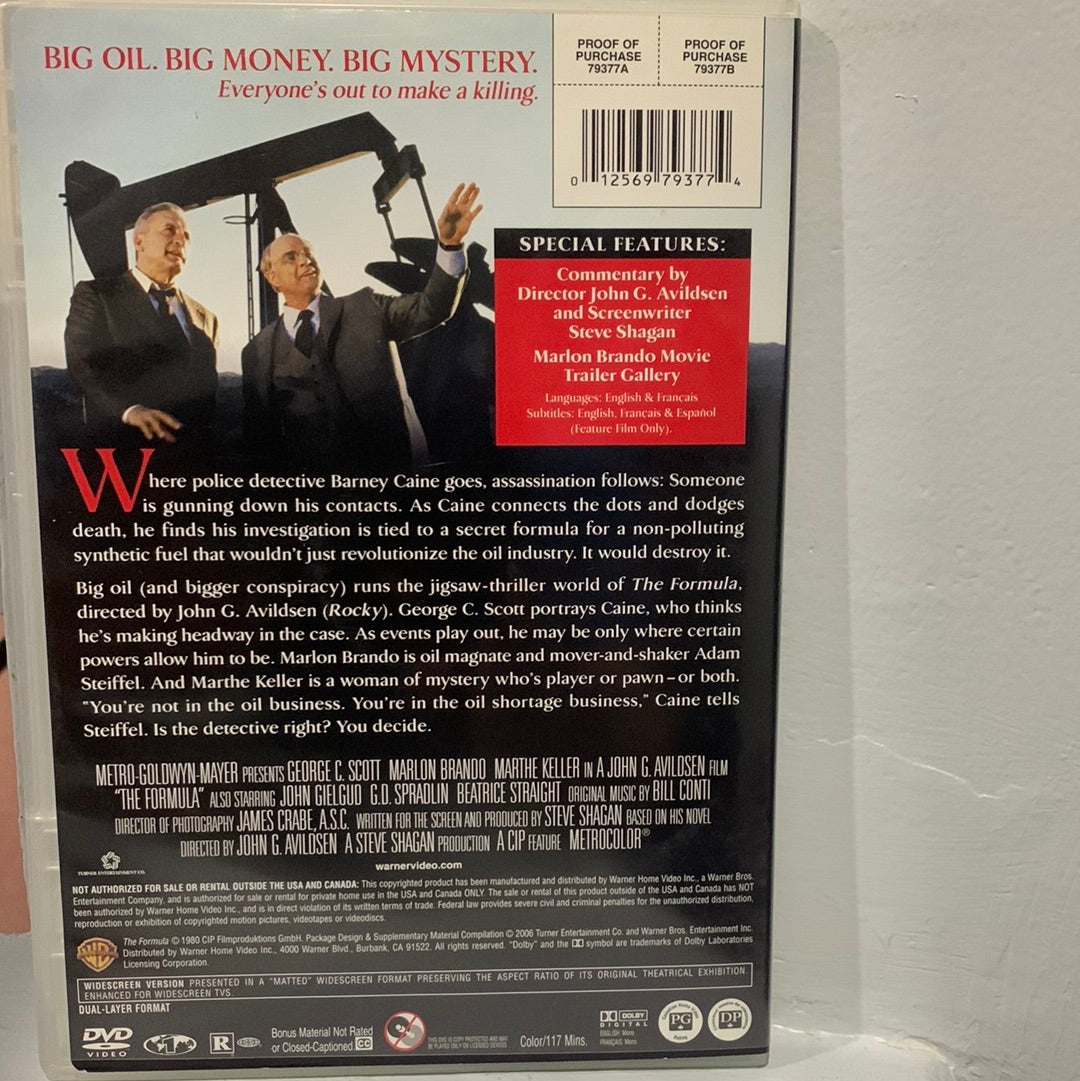 BIG OIL. BIG MONEY. BIG MYSTERY.
Everyone's out to make a killing.
PROOF OF PURCHASE 79377A
PROOF OF PURCHASE 79377B
0 12569 79377 4
SPECIAL FEATURES:
Commentary by
Director John G. Avildsen
and Screenwriter
Steve Shagan
Marlon Brando Movie
Trailer Gallery
Languages: English & Français
Subtitles: English, Français & Español
(Feature Film Only).
Where police detective Barney Caine goes, assassination follows: Someone
is gunning down his contacts. As Caine connects the dots and dodges
death, he finds his investigation is tied to a secret formula for a non-polluting
synthetic fuel that wouldn't just revolutionize the oil industry. It would destroy it.
Big oil (and bigger conspiracy) runs the jigsaw-thriller world of The Formula,
directed by John G. Avildsen (Rocky). George C. Scott portrays Caine, who thinks
he's making headway in the case. As events play out, he may be only where certain
powers allow him to be. Marlon Brando is oil magnate and mover-and-shaker Adam
Steiffel. And Marthe Keller is a woman of mystery who's player or pawn–or both.
"You're not in the oil business. You're in the oil shortage business," Caine tells
Steiffel. Is the detective right? You decide.
METRO-GOLDWYN-MAYER PRESENTS GEORGE C. SCOTT MARLON BRANDO MARTHE KELLER IN A JOHN G. AVILDSEN FILM
"THE FORMULA" ALSO STARRING JOHN GIELGUD G.D. SPRADLIN BEATRICE STRAIGHT ORIGINAL MUSIC BY BILL CONTI
DIRECTOR OF PHOTOGRAPHY JAMES CRABE, A.S.C. WRITTEN FOR THE SCREEN AND PRODUCED BY STEVE SHAGAN BASED ON HIS NOVEL
DIRECTED BY JOHN G. AVILDSEN A STEVE SHAGAN PRODUCTION A CIP FEATURE METROCOLOR®
TURNER ENTERTAINMENT CO.
warnervideo.com
NOT AUTHORIZED FOR SALE OR RENTAL OUTSIDE THE USA AND CANADA: This copyrighted product has been manufactured and distributed by Warner Home Video Inc., a Warner Bros.
Entertainment Company, and is authorized for sale or rental for private home use in the USA and Canada ONLY. The sale or rental of this product outside of the USA and Canada has NOT
been authorized by Warner Home Video Inc., and is in direct violation of its written terms of trade. Federal law provides severe civil and criminal penalties for the unauthorized distribution,
reproduction or exhibition of copyrighted motion pictures, videotapes or videodiscs.
The Formula © 1980 CIP Filmproduktions GmbH. Package Design & Supplementary Material Compilation © 2006 Turner Entertainment Co. and Warner Bros. Entertainment Inc.
Distributed by Warner Home Video Inc., 4000 Warner Blvd., Burbank, CA 91522. All rights reserved. "Dolby" and the symbol are trademarks of Dolby Laboratories
Licensing Corporation.
WIDESCREEN VERSION PRESENTED IN A "MATTED" WIDESCREEN FORMAT PRESERVING THE ASPECT RATIO OF ITS ORIGINAL THEATRICAL EXHIBITION.
ENHANCED FOR WIDESCREEN TVS.
DUAL-LAYER FORMAT
DVD VIDEO
R
Bonus Material Not Rated
or Closed-Captioned CC
THIS DVD IS COPY PROTECTED AND MAY
BE PLAYED ONLY ON LICENSED DEVICES
Color/117 Mins.
DOLBY DIGITAL
ENGLISH Mono
FRANÇAIS Mono
PG
DP